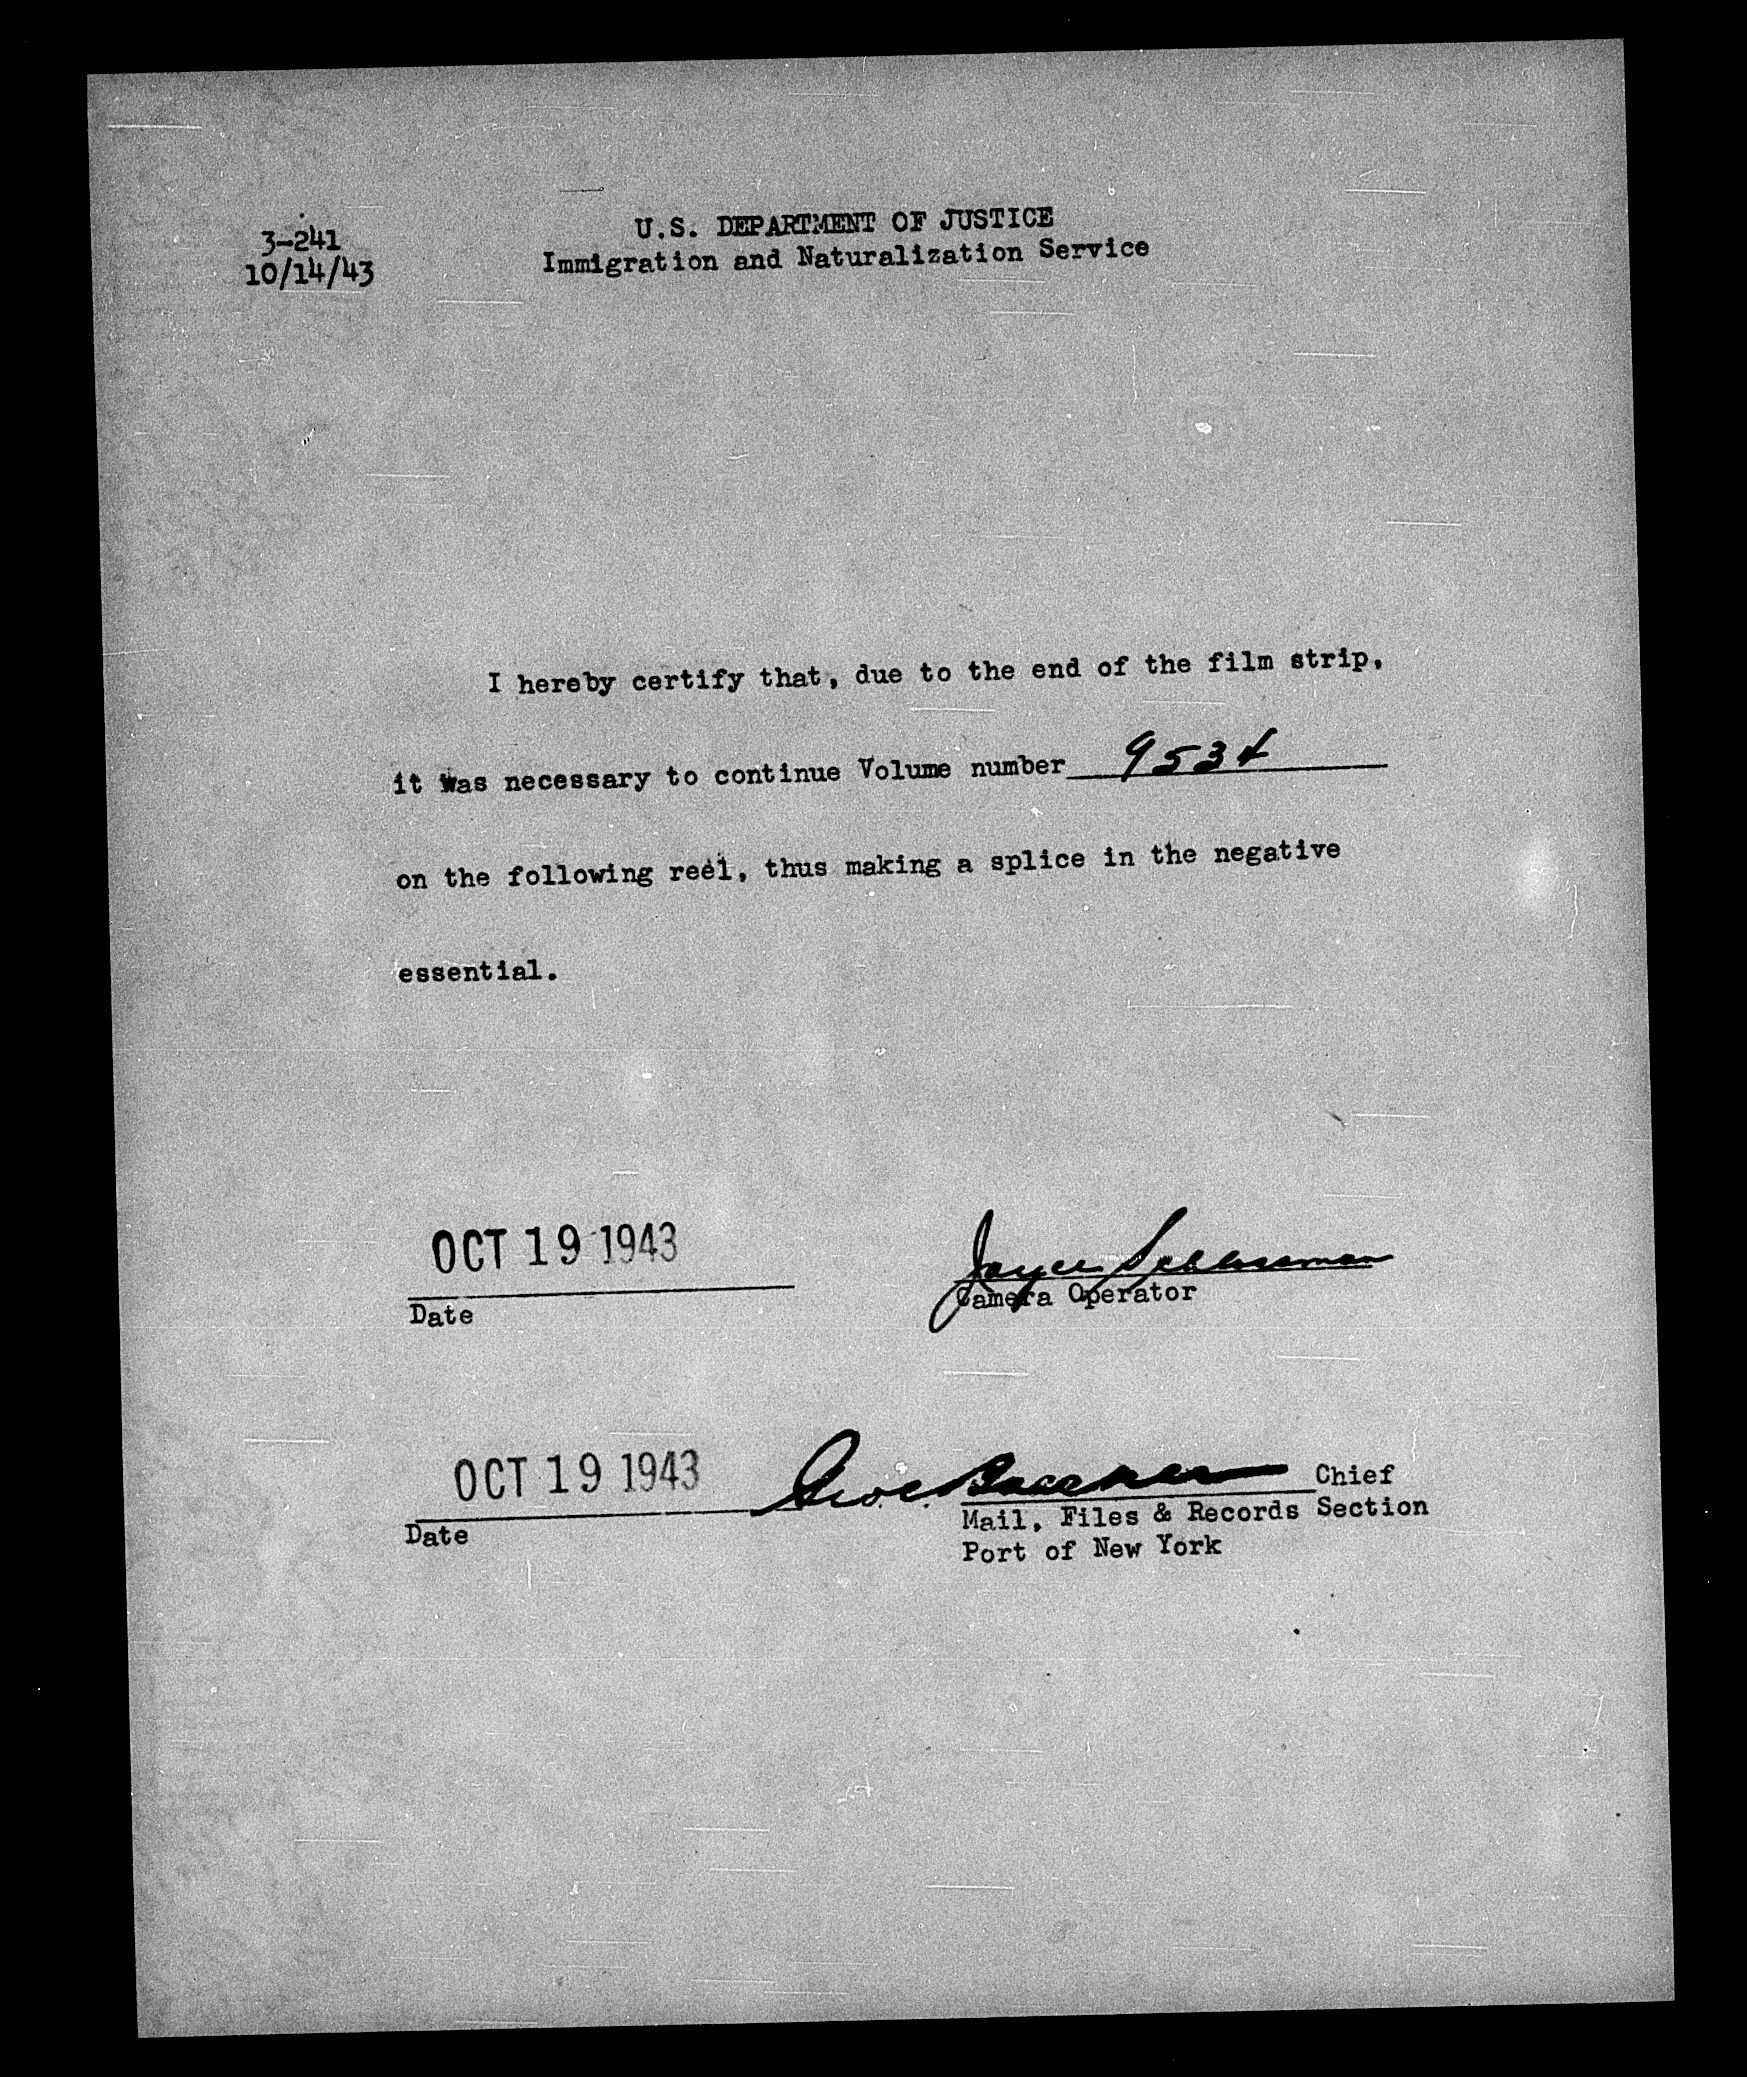 3-241
10/14/43
U.S. DEPARTMENT OF JUSTICE
Immigration and Naturalization Service
I hereby certify that, due to the end of the film strip,
it was necessary to continue Volume number 9534
on the following reel, thus making a splice in the negative
essential.
OCT 19 1943
Date
Joyce
Camera Operator
OCT 19 1943
Date
Chief
Mail, Files & Records Section
Port of New York